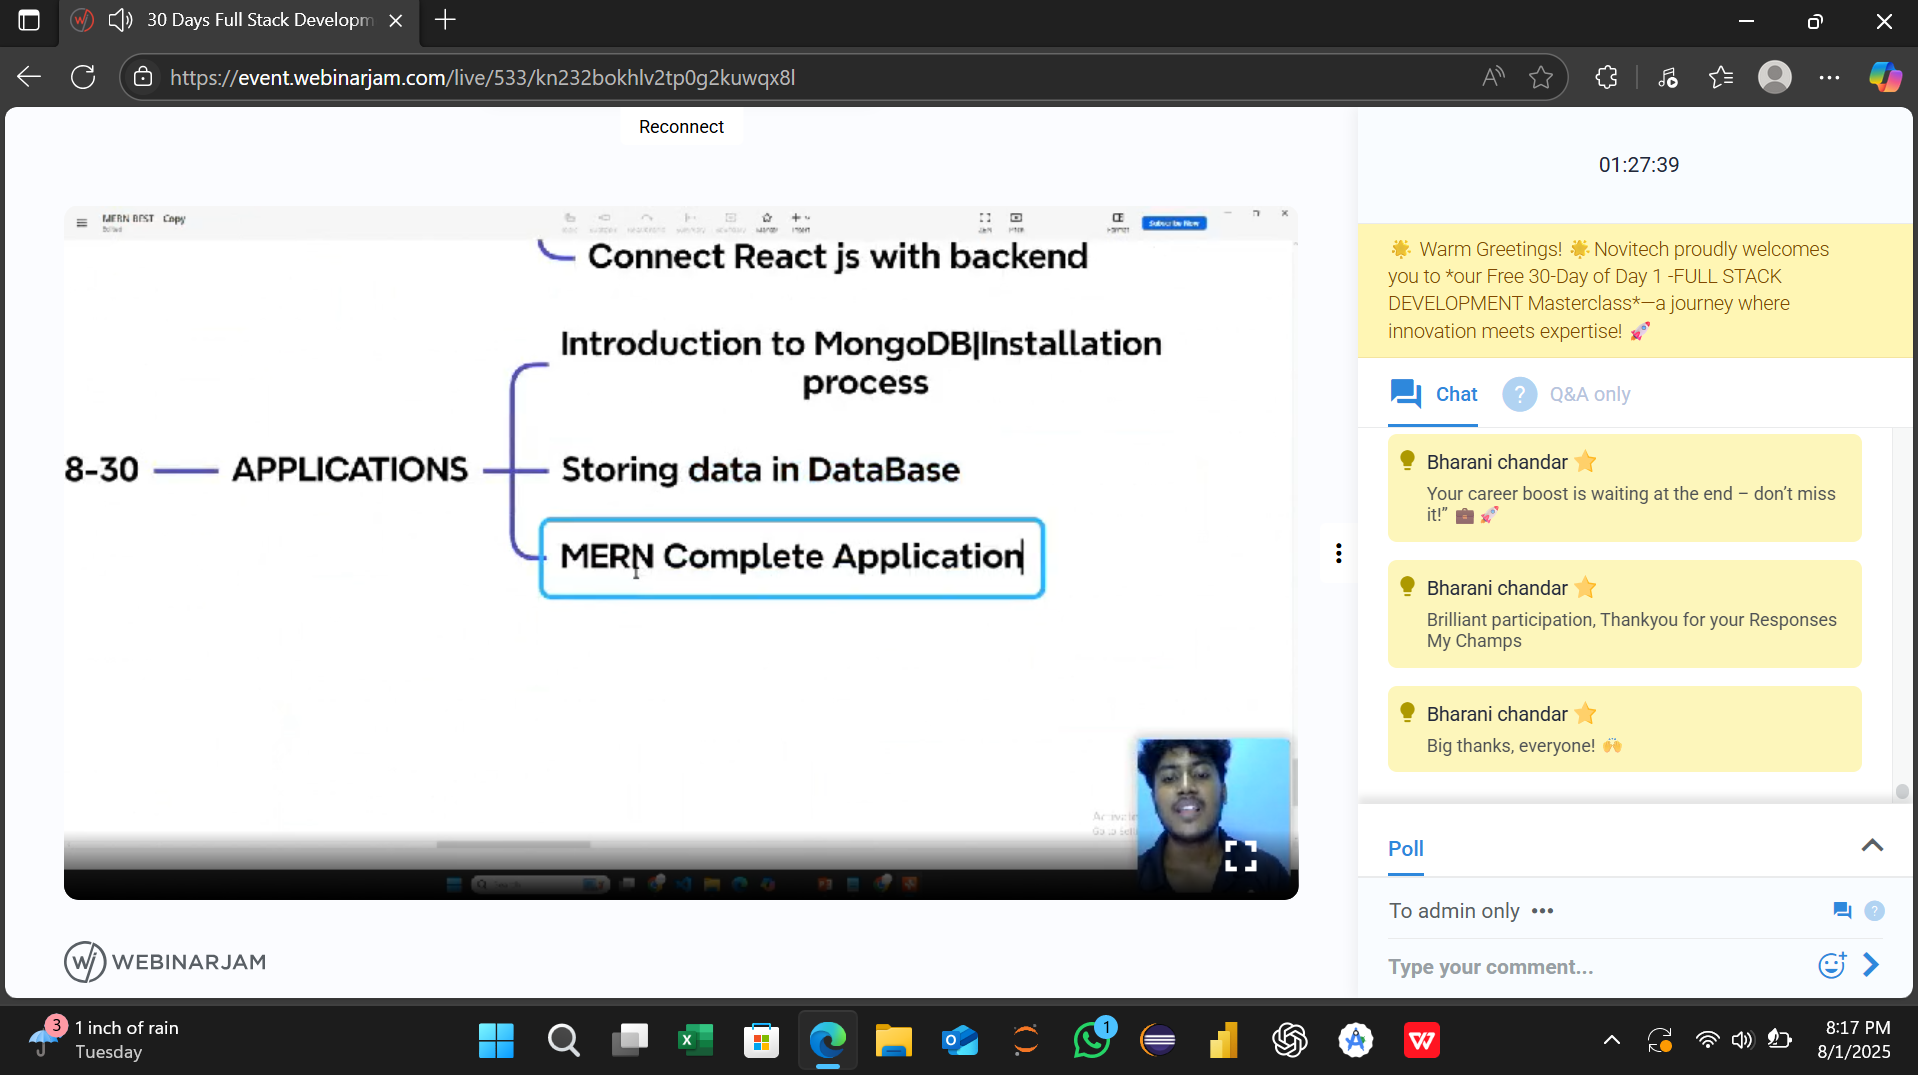 30 Days Full Stack Developm
https://event.webinarjam.com/live/533/kn232bokhlv2tp0g2kuwqx8l
Reconnect
MERN BEST Copy
Subscribe Now
Connect React js with backend
Introduction to MongoDB|Installation
process
8-30
APPLICATIONS
Storing data in DataBase
MERN Complete Application
WEBINARJAM
01:27:39
🌟 Warm Greetings! 🌟 Novitech proudly welcomes
you to *our Free 30-Day of Day 1 -FULL STACK
DEVELOPMENT Masterclass*—a journey where
innovation meets expertise! 🚀
Chat
? Q&A only
Bharani chandar ⭐
Your career boost is waiting at the end – don’t miss
it!” 💼 🚀
Bharani chandar ⭐
Brilliant participation, Thankyou for your Responses
My Champs
Bharani chandar ⭐
Big thanks, everyone! 🙌
Poll
To admin only •••
Type your comment...
3
1 inch of rain
Tuesday
1
8:17 PM
8/1/2025